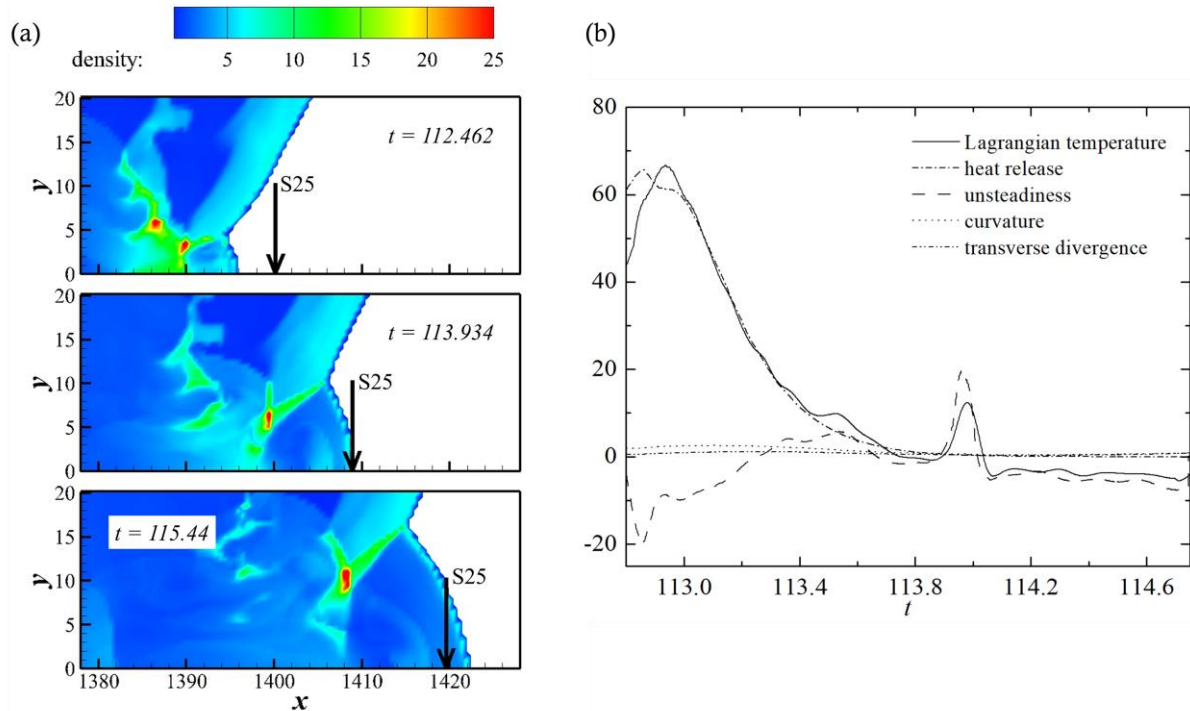 (a)
density: 5 10 15 20 25
20
15
y 10
5
0
t = 112.462
S25
20
15
y 10
5
0
t = 113.934
S25
20
15
y 10
5
0
t = 115.44
S25
1380 1390 1400 1410 1420
x
(b)
80
60
40
20
0
-20
Lagrangian temperature
heat release
unsteadiness
curvature
transverse divergence
113.0 113.4 113.8 114.2 114.6
t